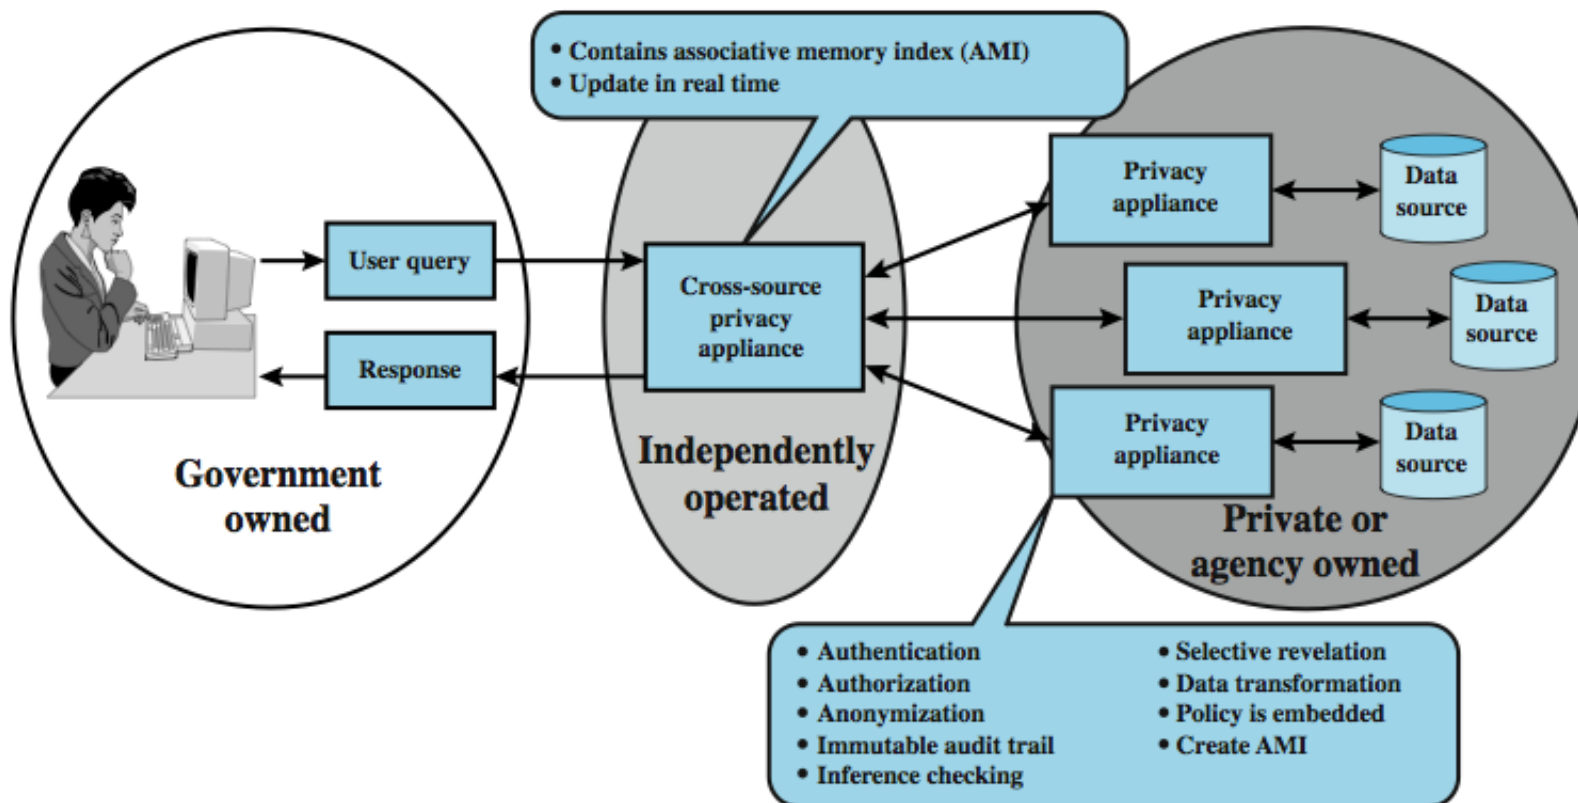 • Contains associative memory index (AMI)
• Update in real time
User query
Response
Government
owned
Cross-source
privacy
appliance
Independently
operated
Privacy
appliance
Data
source
Privacy
appliance
Data
source
Privacy
appliance
Data
source
Private or
agency owned
• Authentication
• Authorization
• Anonymization
• Immutable audit trail
• Inference checking
• Selective revelation
• Data transformation
• Policy is embedded
• Create AMI